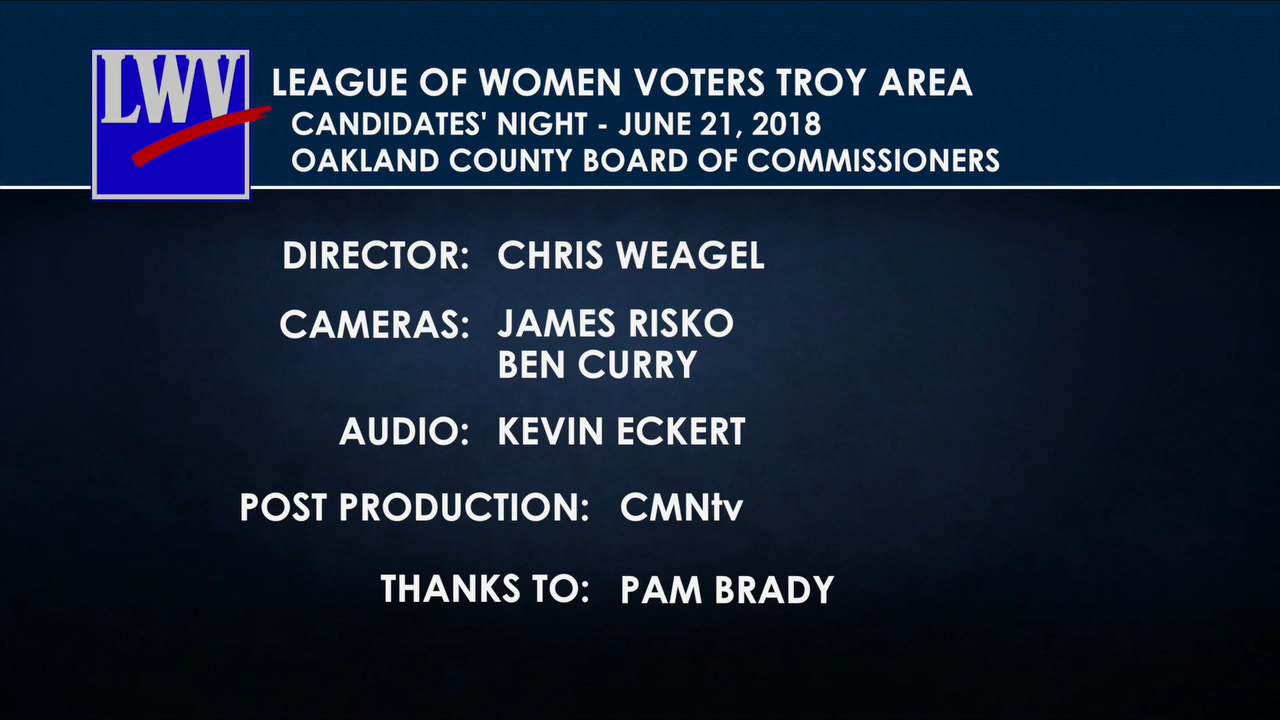 LWV
LEAGUE OF WOMEN VOTERS TROY AREA
CANDIDATES' NIGHT - JUNE 21, 2018
OAKLAND COUNTY BOARD OF COMMISSIONERS
DIRECTOR: CHRIS WEAGEL
CAMERAS: JAMES RISKO
BEN CURRY
AUDIO: KEVIN ECKERT
POST PRODUCTION: CMNtv
THANKS TO: PAM BRADY